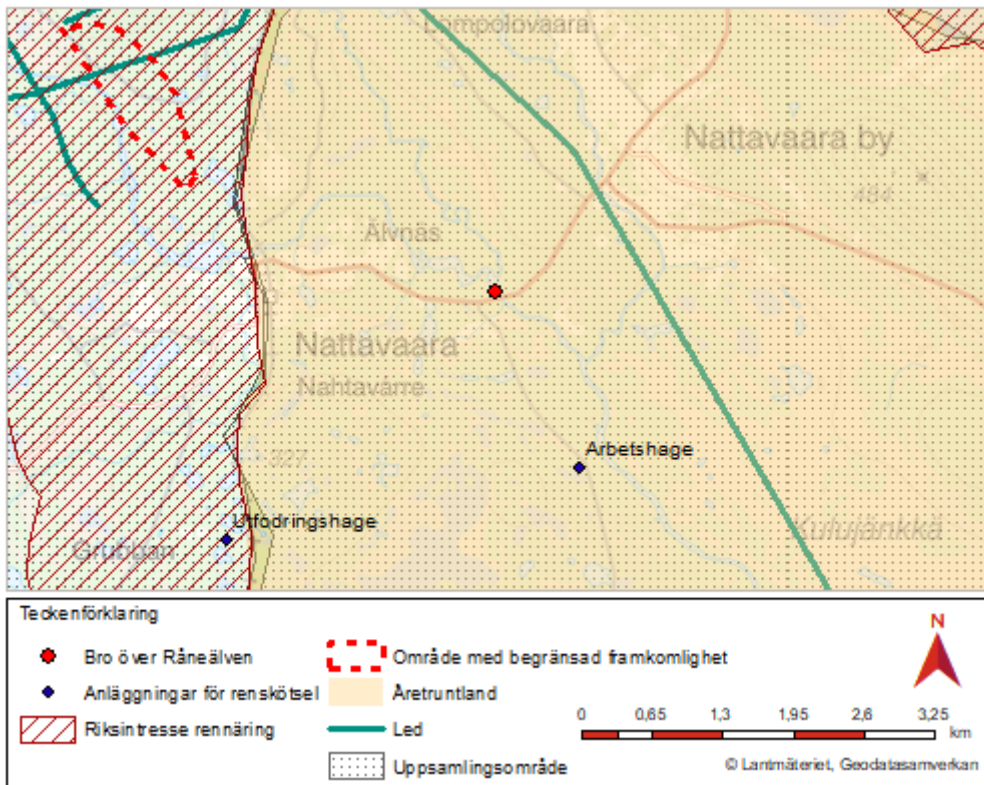 Lompolovaara
Nattavaara by
484
Älvnäs
Nattavaara
Nahtavárre
Arbetshage
32
Utfodringshage
Kulujänkkä
Grubban
Teckenförklaring
Bro över Råneälven
Område med begränsad framkomlighet
N
Anläggningar för renskötsel
Åretruntland
Riksintresse rennäring
Led
0 0,65 1,3 1,95 2,6 3,25
km
Uppsamlingsområde
© Lantmäteriet, Geodatasamverkan